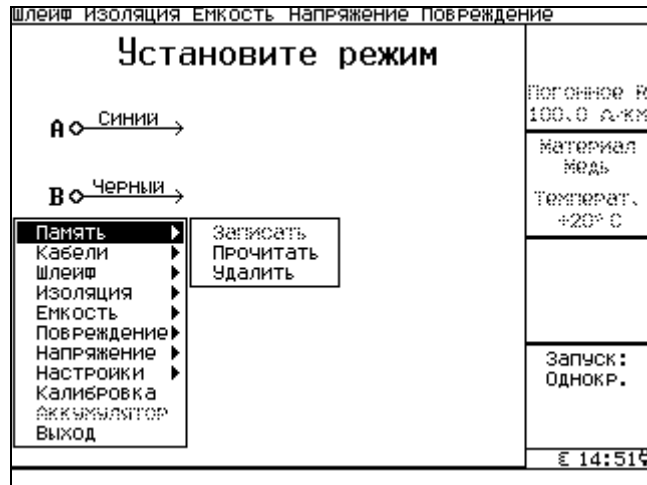 Шлейф Изоляция Емкость Напряжение Повреждение
Установите режим
A Синий
B Черный
Память
Кабели
Шлейф
Изоляция
Емкость
Повреждение
Напряжение
Настройки
Калибровка
Аккумулятор
Выход
Записать
Прочитать
Удалить
Погонное R
100.0 Ω/км
Материал
Медь
Температ.
+20° C
Запуск:
Однокр.
14:51